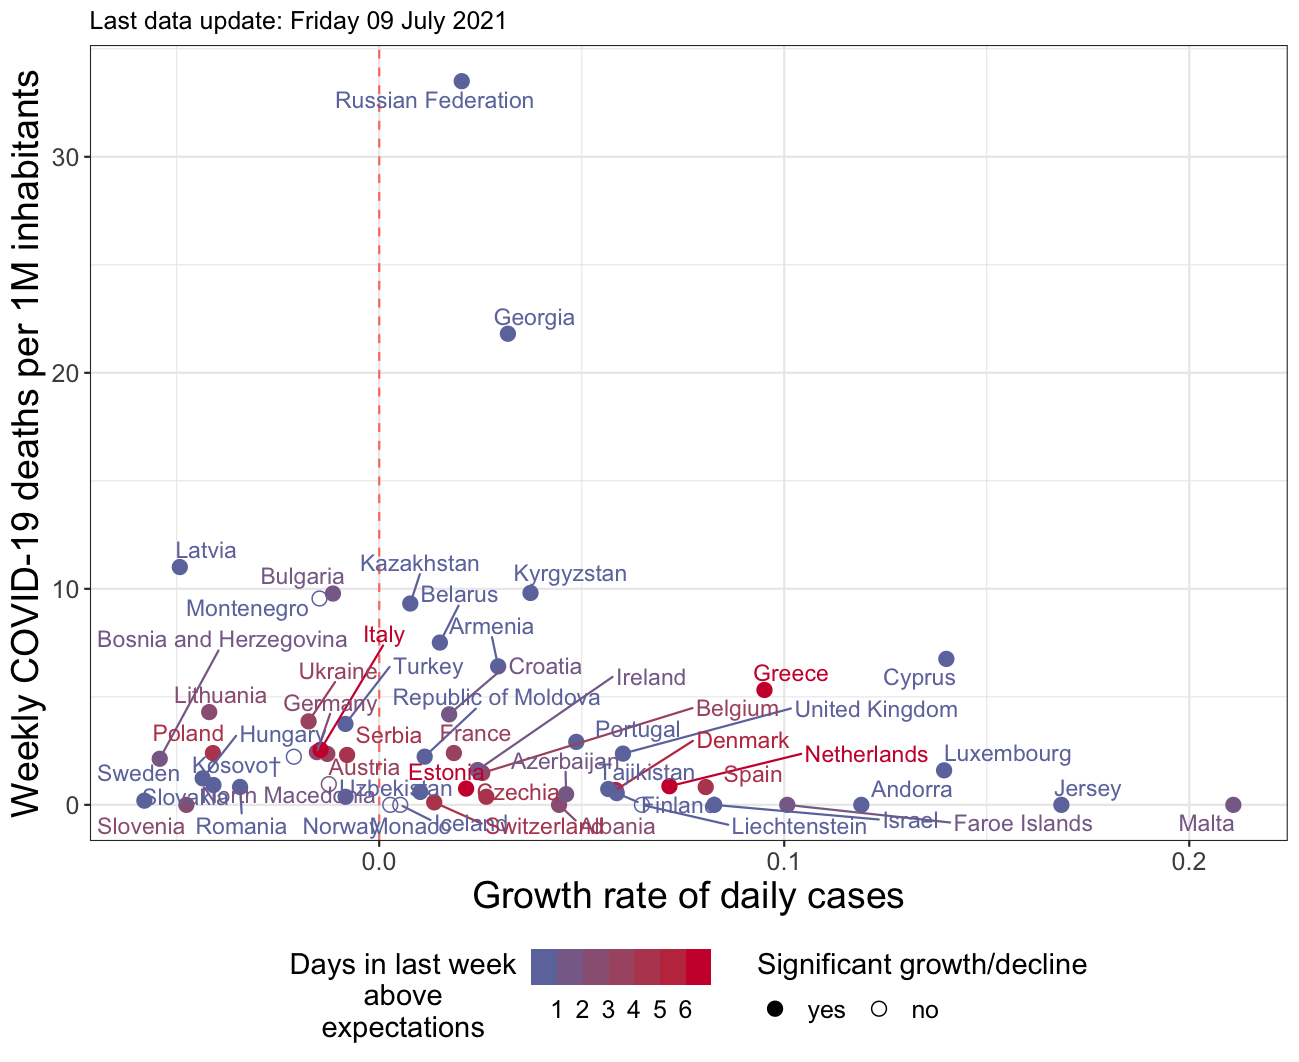 Last data update: Friday 09 July 2021
Weekly COVID-19 deaths per 1M inhabitants
30
20
10
0
Russian Federation
Georgia
Latvia
Bulgaria
Kazakhstan
Kyrgyzstan
Montenegro
Belarus
Bosnia and Herzegovina
Italy
Armenia
Ukraine
Turkey
Croatia
Ireland
Greece
Cyprus
Lithuania
Germany
Republic of Moldova
Belgium
United Kingdom
Poland
Hungary
Serbia
France
Portugal
Denmark
Netherlands
Luxembourg
Sweden
Kosovo†
Austria
Estonia
Azerbaijan
Tajikistan
Spain
Slovakia
North Macedonia
Uzbekistan
Czechia
Finland
Andorra
Jersey
Slovenia
Romania
Norway
Monaco
Iceland
Switzerland
Albania
Liechtenstein
Israel
Faroe Islands
Malta
0.0
0.1
0.2
Growth rate of daily cases
Days in last week
above
expectations
1 2 3 4 5 6
Significant growth/decline
yes
no